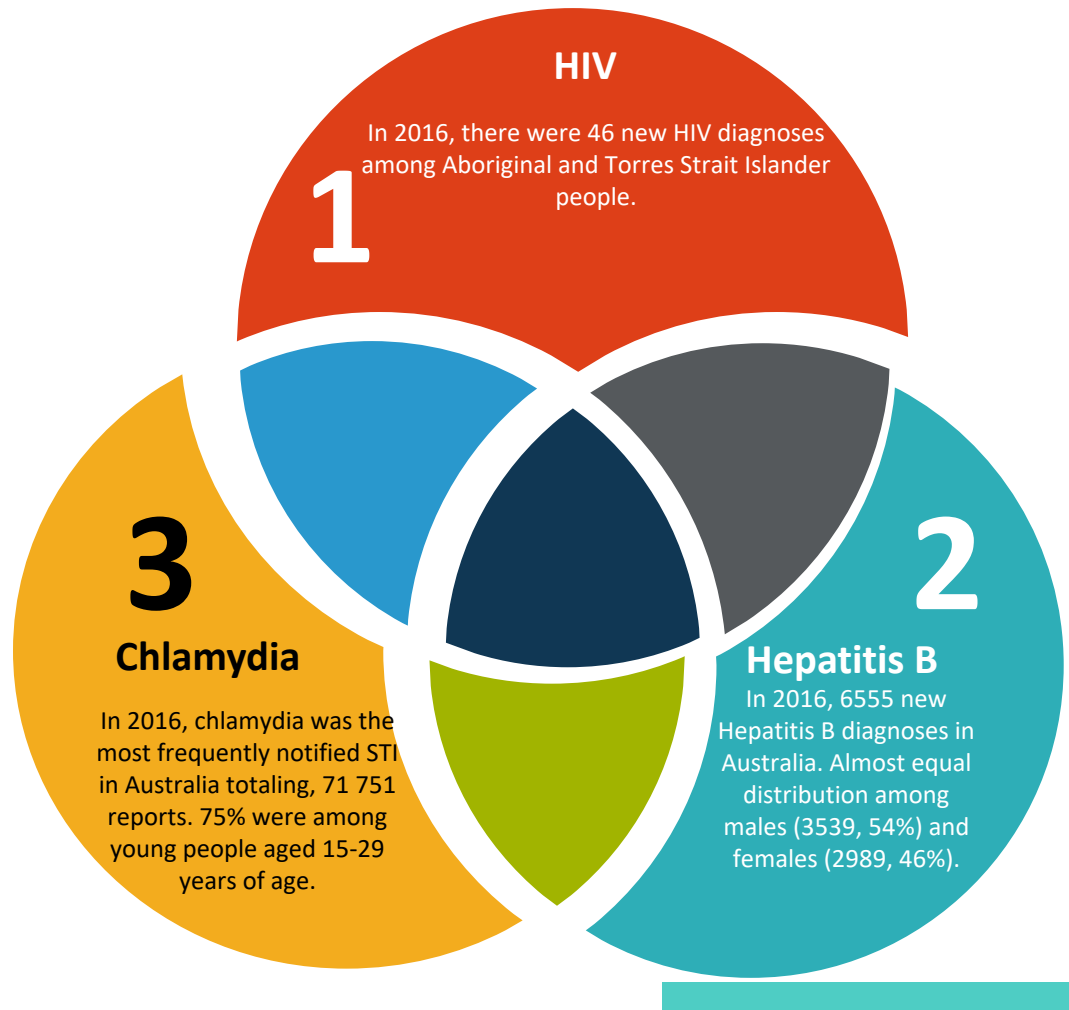 HIV
In 2016, there were 46 new HIV diagnoses
among Aboriginal and Torres Strait Islander
people.
1
2
Hepatitis B
In 2016, 6555 new
Hepatitis B diagnoses in
Australia. Almost equal
distribution among
males (3539, 54%) and
females (2989, 46%).
3
Chlamydia
In 2016, chlamydia was the
most frequently notified STI
in Australia totaling, 71 751
reports. 75% were among
young people aged 15-29
years of age.